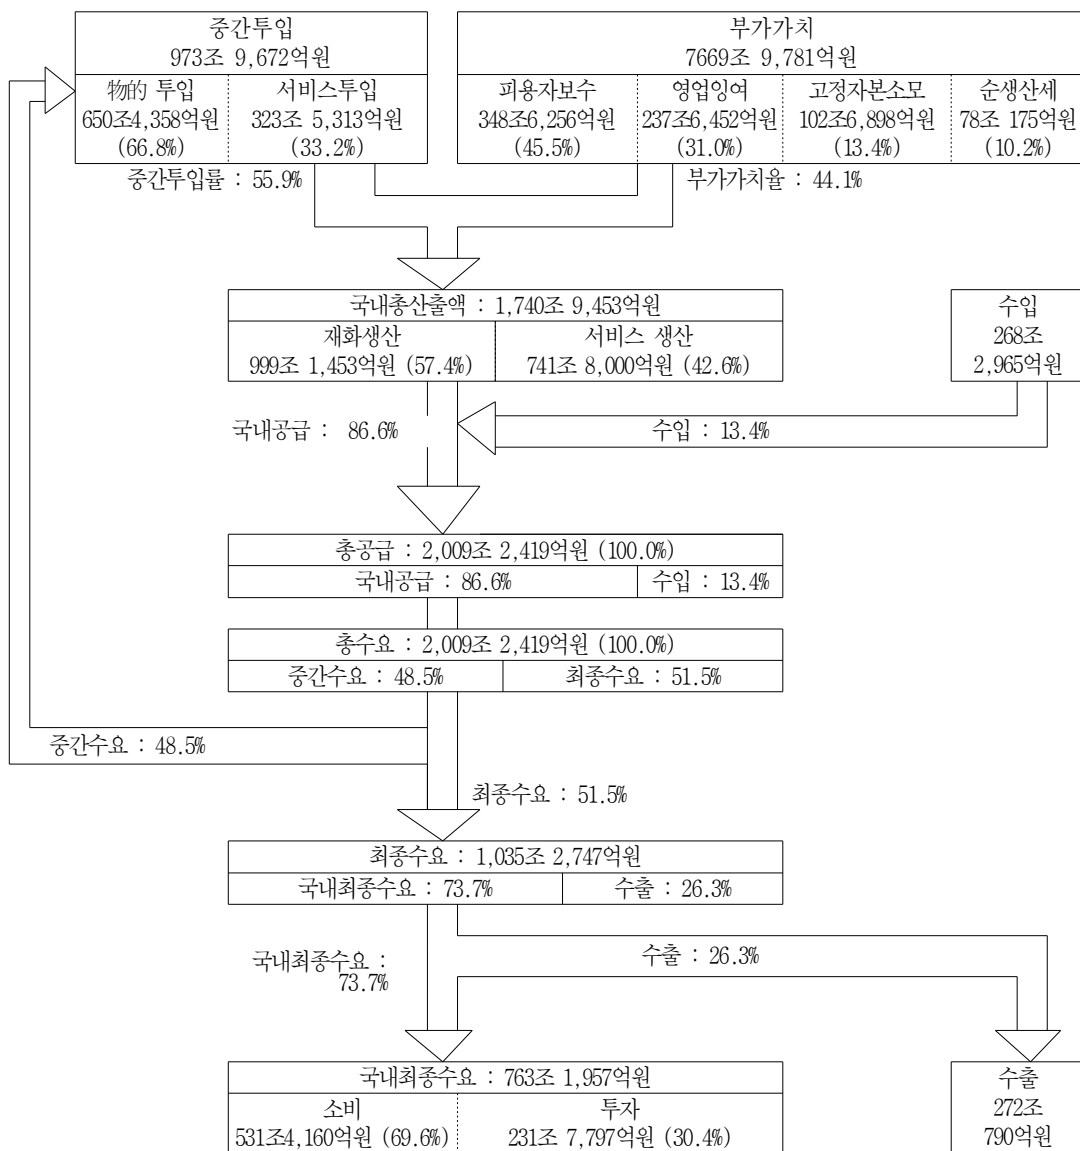 중간투입
973조 9,672억원
物的 투입
650조4,358억원
(66.8%)
서비스투입
323조 5,313억원
(33.2%)
부가가치
7669조 9,781억원
피용자보수
348조6,256억원
(45.5%)
영업잉여
237조6,452억원
(31.0%)
고정자본소모
102조6,898억원
(13.4%)
순생산세
78조 175억원
(10.2%)
중간투입률 : 55.9%
부가가치율 : 44.1%
국내총산출액 : 1,740조 9,453억원
재화생산
999조 1,453억원 (57.4%)
서비스 생산
741조 8,000억원 (42.6%)
수입
268조
2,965억원
국내공급 : 86.6%
수입 : 13.4%
총공급 : 2,009조 2,419억원 (100.0%)
국내공급 : 86.6%
수입 : 13.4%
총수요 : 2,009조 2,419억원 (100.0%)
중간수요 : 48.5%
최종수요 : 51.5%
중간수요 : 48.5%
최종수요 : 51.5%
최종수요 : 1,035조 2,747억원
국내최종수요 : 73.7%
수출 : 26.3%
국내최종수요 :
73.7%
수출 : 26.3%
국내최종수요 : 763조 1,957억원
소비
531조4,160억원 (69.6%)
투자
231조 7,797억원 (30.4%)
수출
272조
790억원